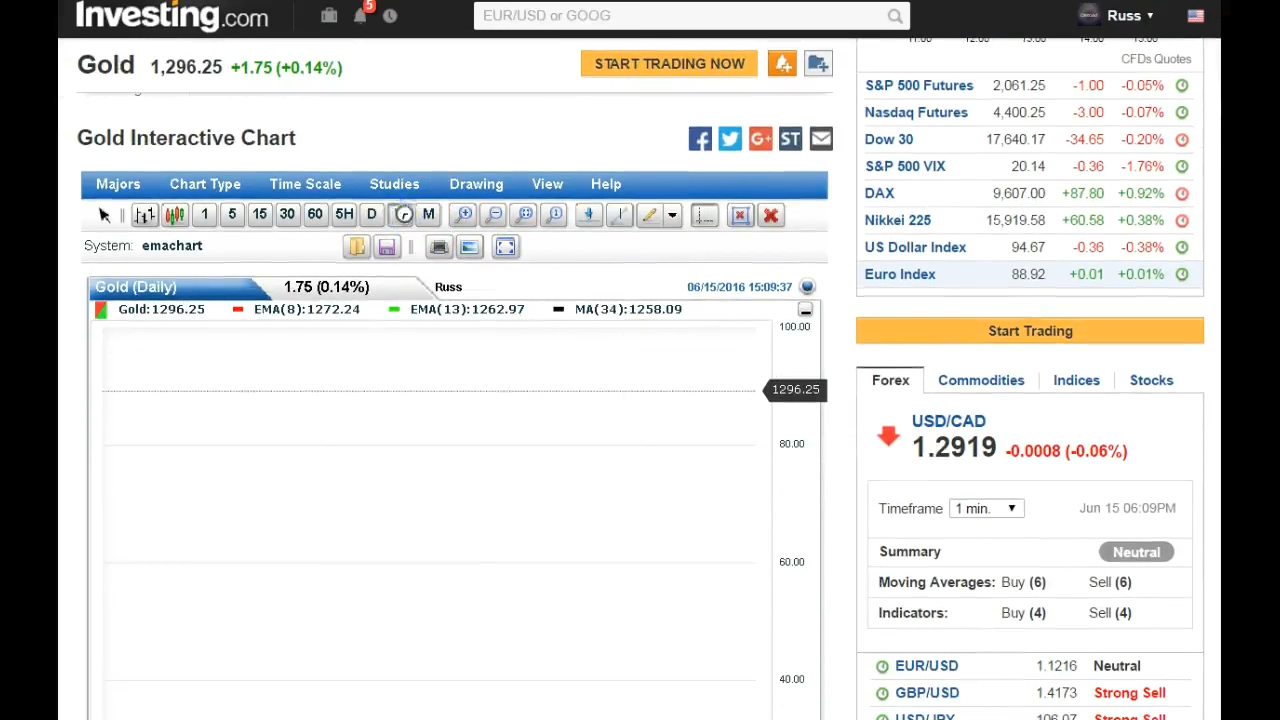 Investing.com
5
EUR/USD or GOOG
Russ
Gold 1,296.25 +1.75 (+0.14%)
START TRADING NOW
Gold Interactive Chart
ST
Majors Chart Type Time Scale Studies Drawing View Help
1 5 15 30 60 5H D M
System: emachart
Gold (Daily) 1.75 (0.14%) Russ 06/15/2016 15:09:37
Gold:1296.25 EMA(8):1272.24 EMA(13):1262.97 MA(34):1258.09
100.00
1296.25
80.00
60.00
40.00
CFDs Quotes
S&P 500 Futures 2,061.25 -1.00 -0.05%
Nasdaq Futures 4,400.25 -3.00 -0.07%
Dow 30 17,640.17 -34.65 -0.20%
S&P 500 VIX 20.14 -0.36 -1.76%
DAX 9,607.00 +87.80 +0.92%
Nikkei 225 15,919.58 +60.58 +0.38%
US Dollar Index 94.67 -0.36 -0.38%
Euro Index 88.92 +0.01 +0.01%
Start Trading
Forex Commodities Indices Stocks
USD/CAD
1.2919 -0.0008 (-0.06%)
Timeframe 1 min. Jun 15 06:09PM
Summary Neutral
Moving Averages: Buy (6) Sell (6)
Indicators: Buy (4) Sell (4)
EUR/USD 1.1216 Neutral
GBP/USD 1.4173 Strong Sell
USD/JPY 106.07 Strong Sell